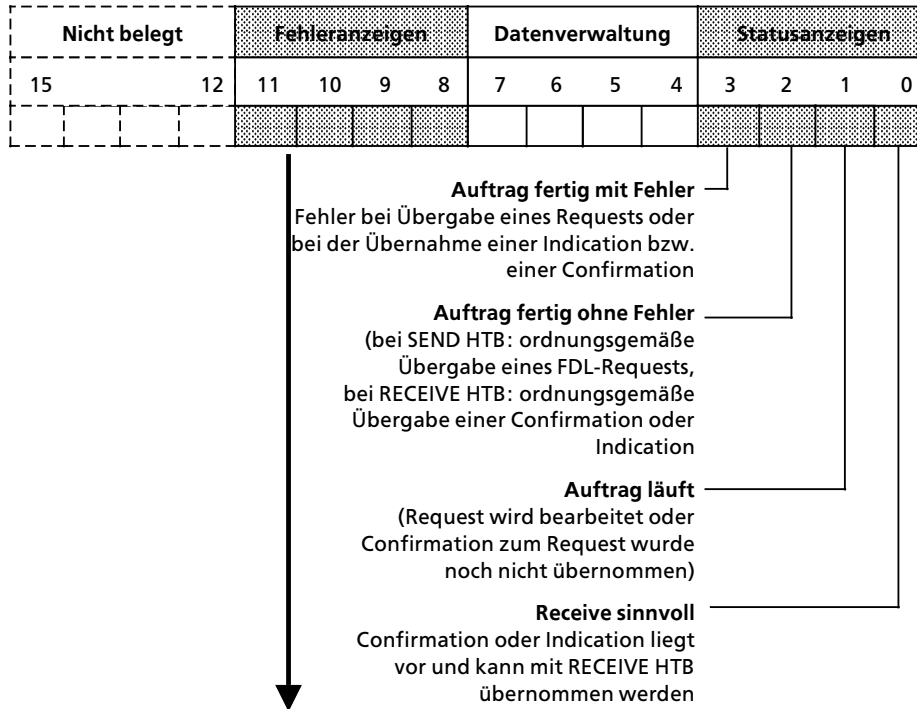 Nicht belegt Fehleranzeigen Datenverwaltung Statusanzeigen
15 12 11 10 9 8 7 6 5 4 3 2 1 0
Auftrag fertig mit Fehler
Fehler bei Übergabe eines Requests oder
bei der Übernahme einer Indication bzw.
einer Confirmation
Auftrag fertig ohne Fehler
(bei SEND HTB: ordnungsgemäße
Übergabe eines FDL-Requests,
bei RECEIVE HTB: ordnungsgemäße
Übergabe einer Confirmation oder
Indication
Auftrag läuft
(Request wird bearbeitet oder
Confirmation zum Request wurde
noch nicht übernommen)
Receive sinnvoll
Confirmation oder Indication liegt
vor und kann mit RECEIVE HTB
übernommen werden